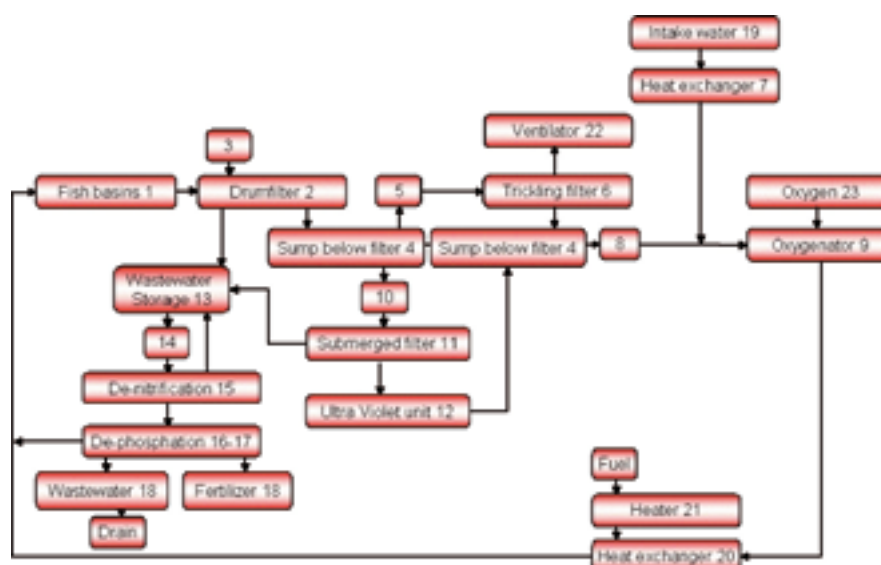 Intake water 19
Heat exchanger 7
Ventilator 22
3
Fish basins 1
Drumfilter 2
5
Trickling filter 6
Oxygen 23
Sump below filter 4
Sump below filter 4
8
Oxygenator 9
Wastewater
Storage 13
10
14
Submerged filter 11
De-nitrification 15
Ultra Violet unit 12
De-phosphation 16-17
Fuel
Wastewater 18
Fertilizer 18
Heater 21
Drain
Heat exchanger 20